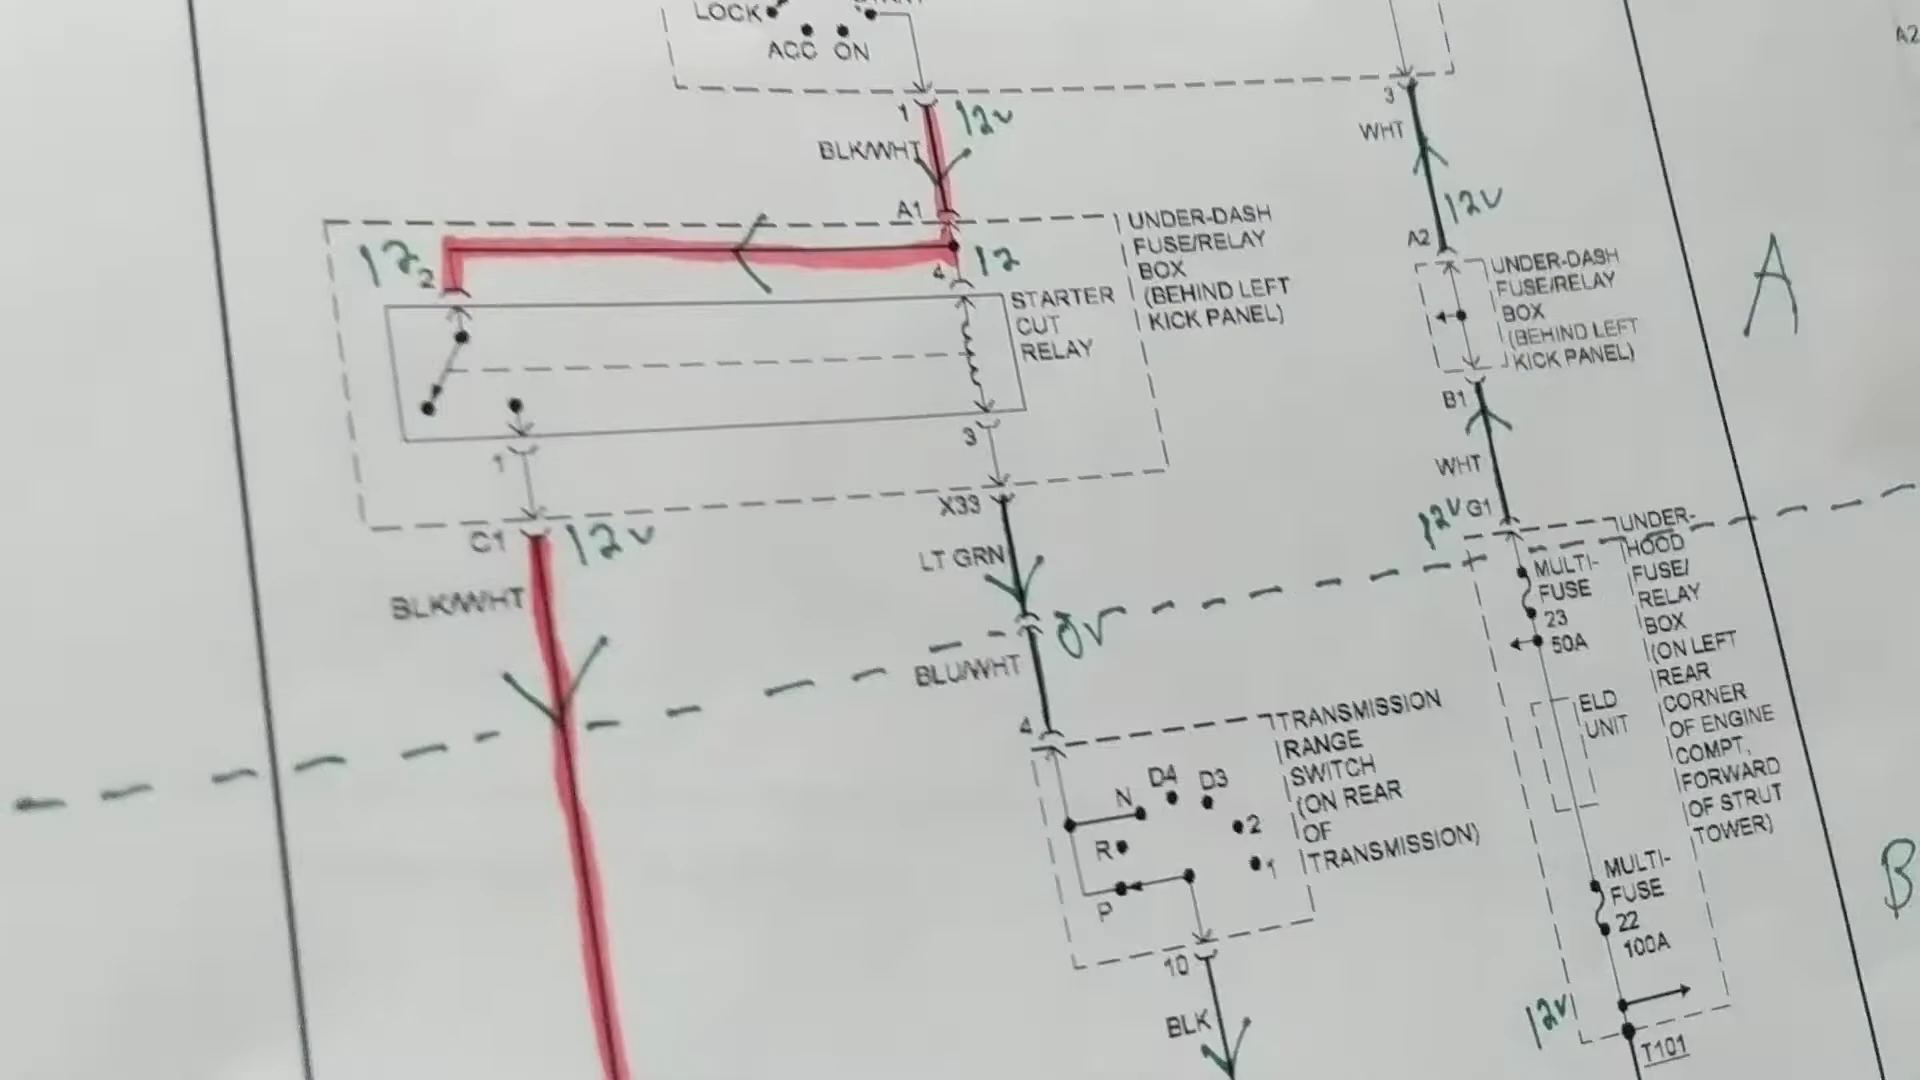 LOCK
ACC ON
1
12v
BLK/WHT
A1
3
WHT
12V
A2
UNDER-DASH
FUSE/RELAY
BOX
(BEHIND LEFT
KICK PANEL)
12
2
4
12
STARTER
CUT
RELAY
UNDER-DASH
FUSE/RELAY
BOX
(BEHIND LEFT
KICK PANEL)
A
1
3
B1
WHT
C1
12v
X33
12V
G1
BLK/WHT
LT GRN
0v
BLU/WHT
UNDER-
HOOD
FUSE/
RELAY
BOX
(ON LEFT
REAR
CORNER
OF ENGINE
COMPT,
FORWARD
OF STRUT
TOWER)
MULTI-
FUSE
23
50A
ELD
UNIT
4
TRANSMISSION
RANGE
SWITCH
(ON REAR
OF
TRANSMISSION)
N
D4
D3
2
R
1
P
10
BLK
MULTI-
FUSE
22
100A
B
12V
T101
A2